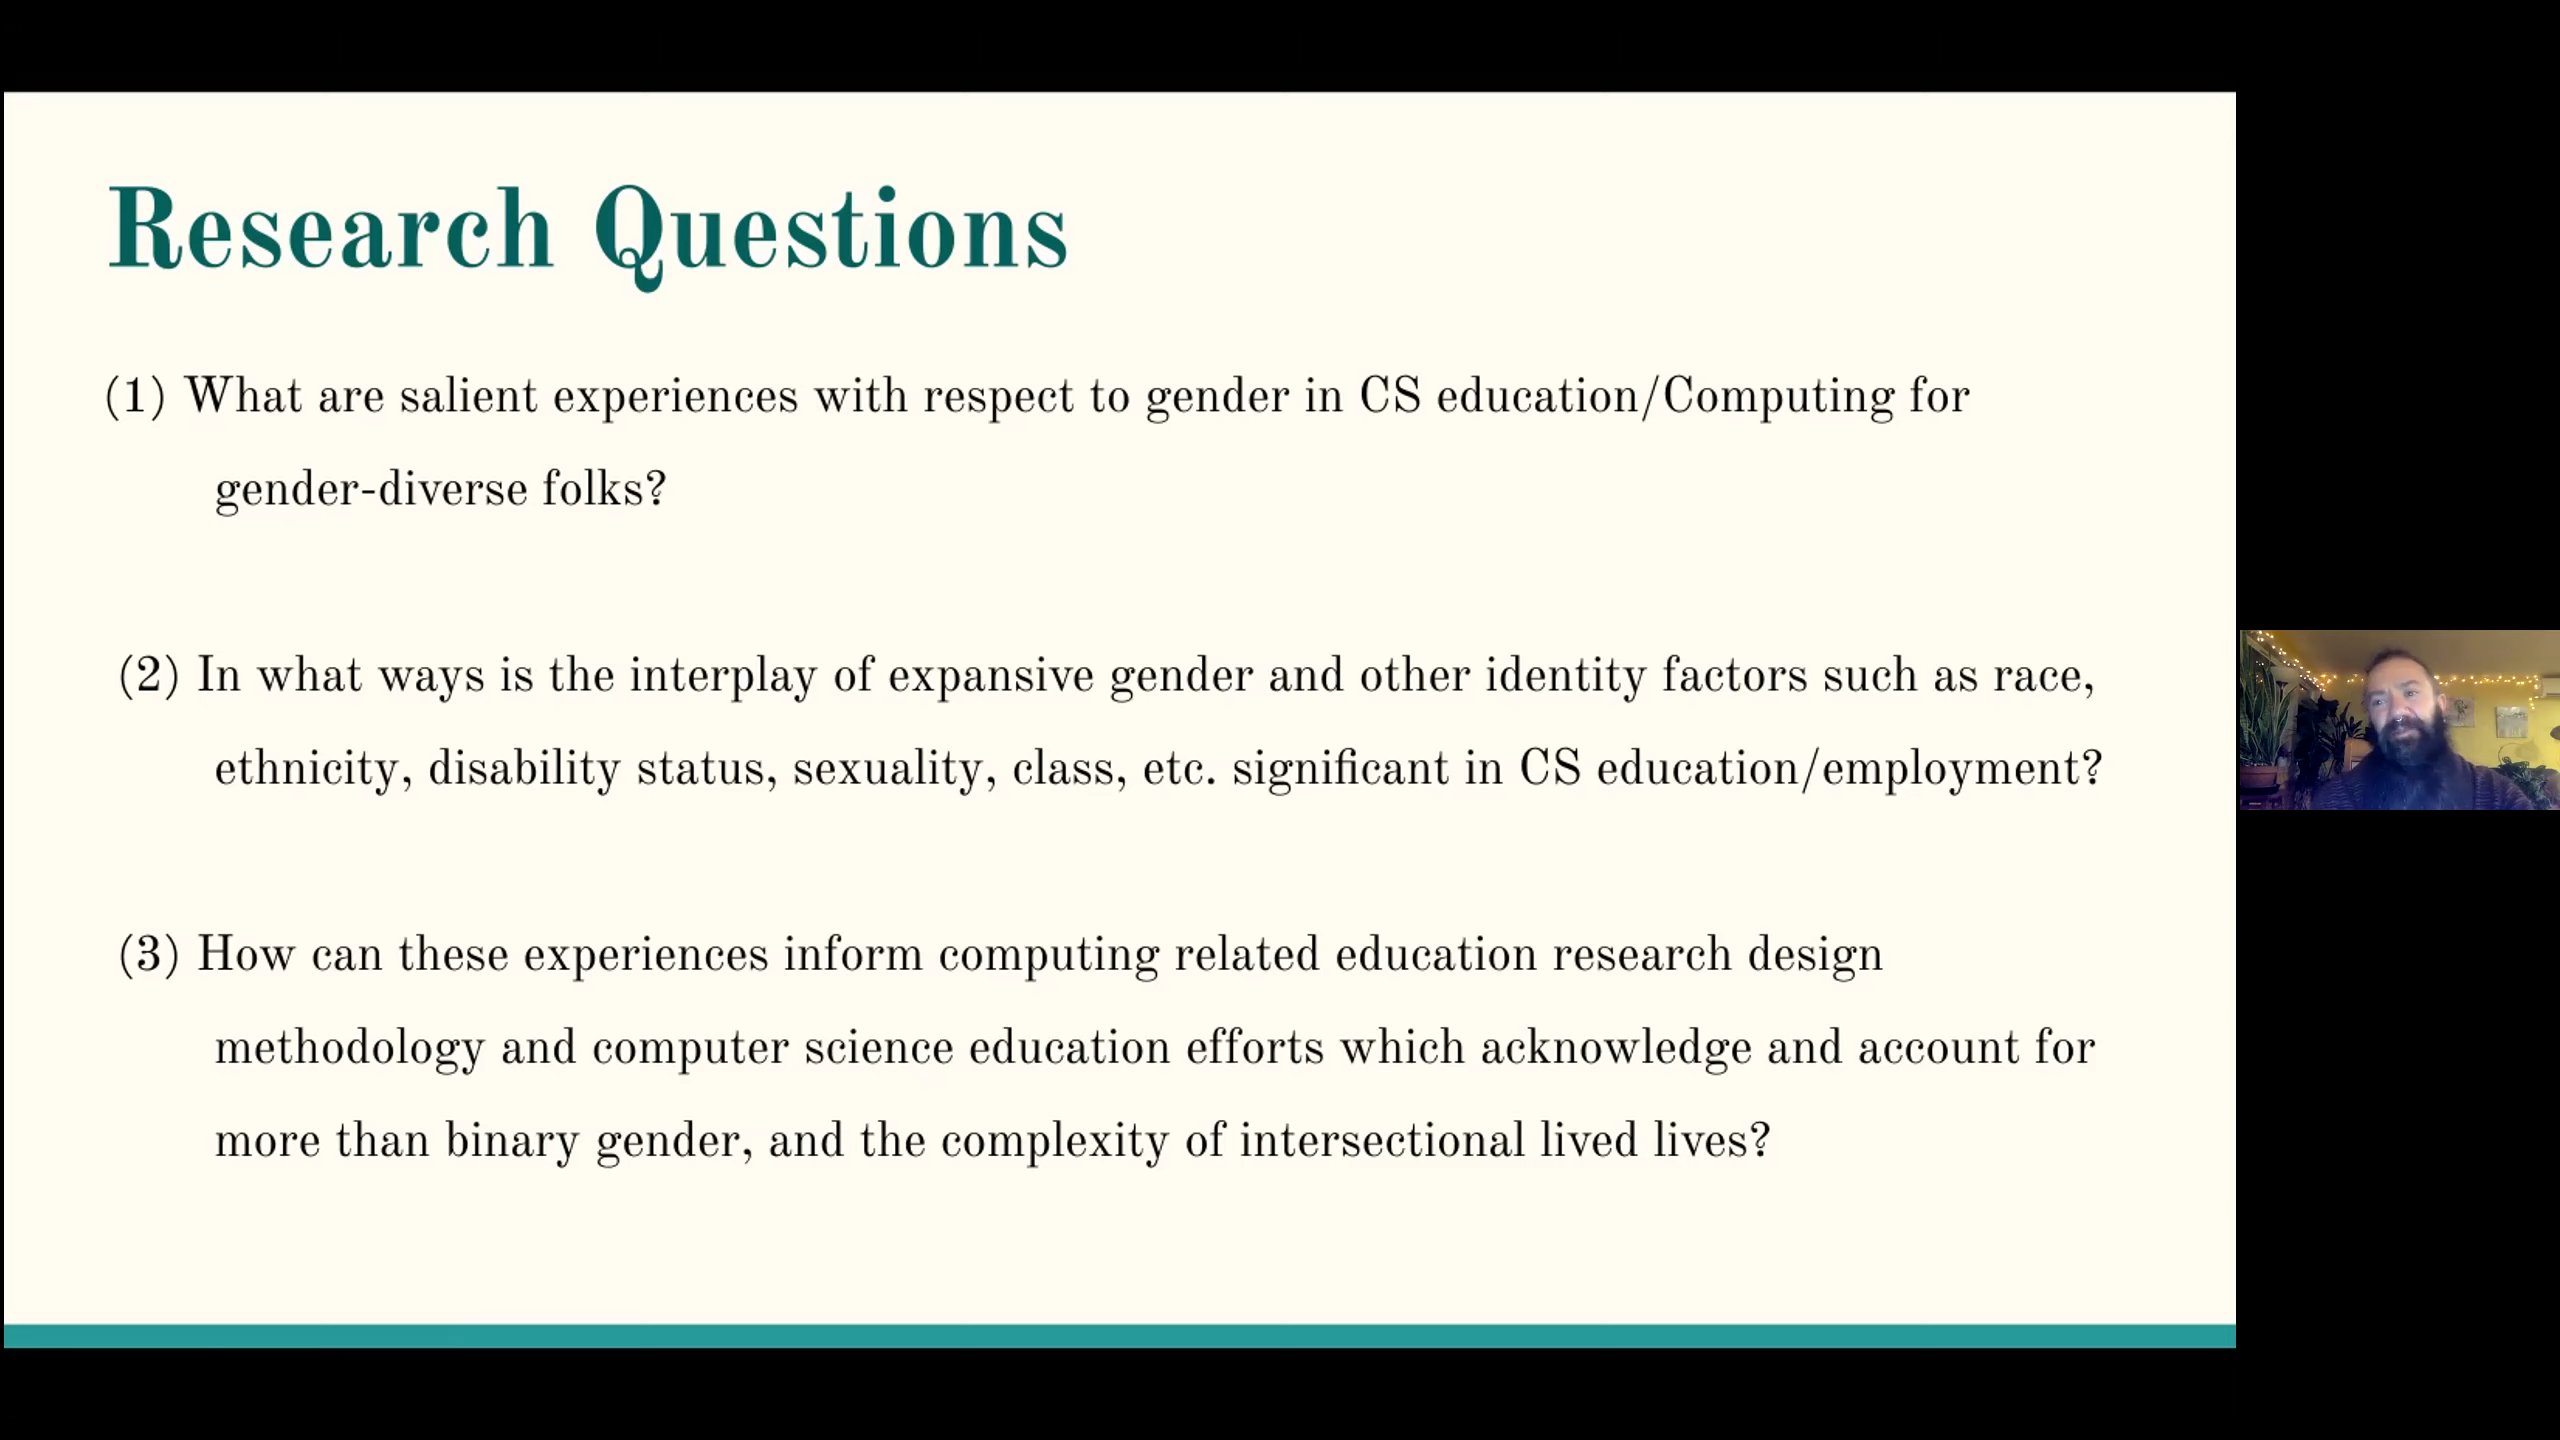 Research Questions
(1) What are salient experiences with respect to gender in CS education/Computing for
gender-diverse folks?
(2) In what ways is the interplay of expansive gender and other identity factors such as race,
ethnicity, disability status, sexuality, class, etc. significant in CS education/employment?
(3) How can these experiences inform computing related education research design
methodology and computer science education efforts which acknowledge and account for
more than binary gender, and the complexity of intersectional lived lives?